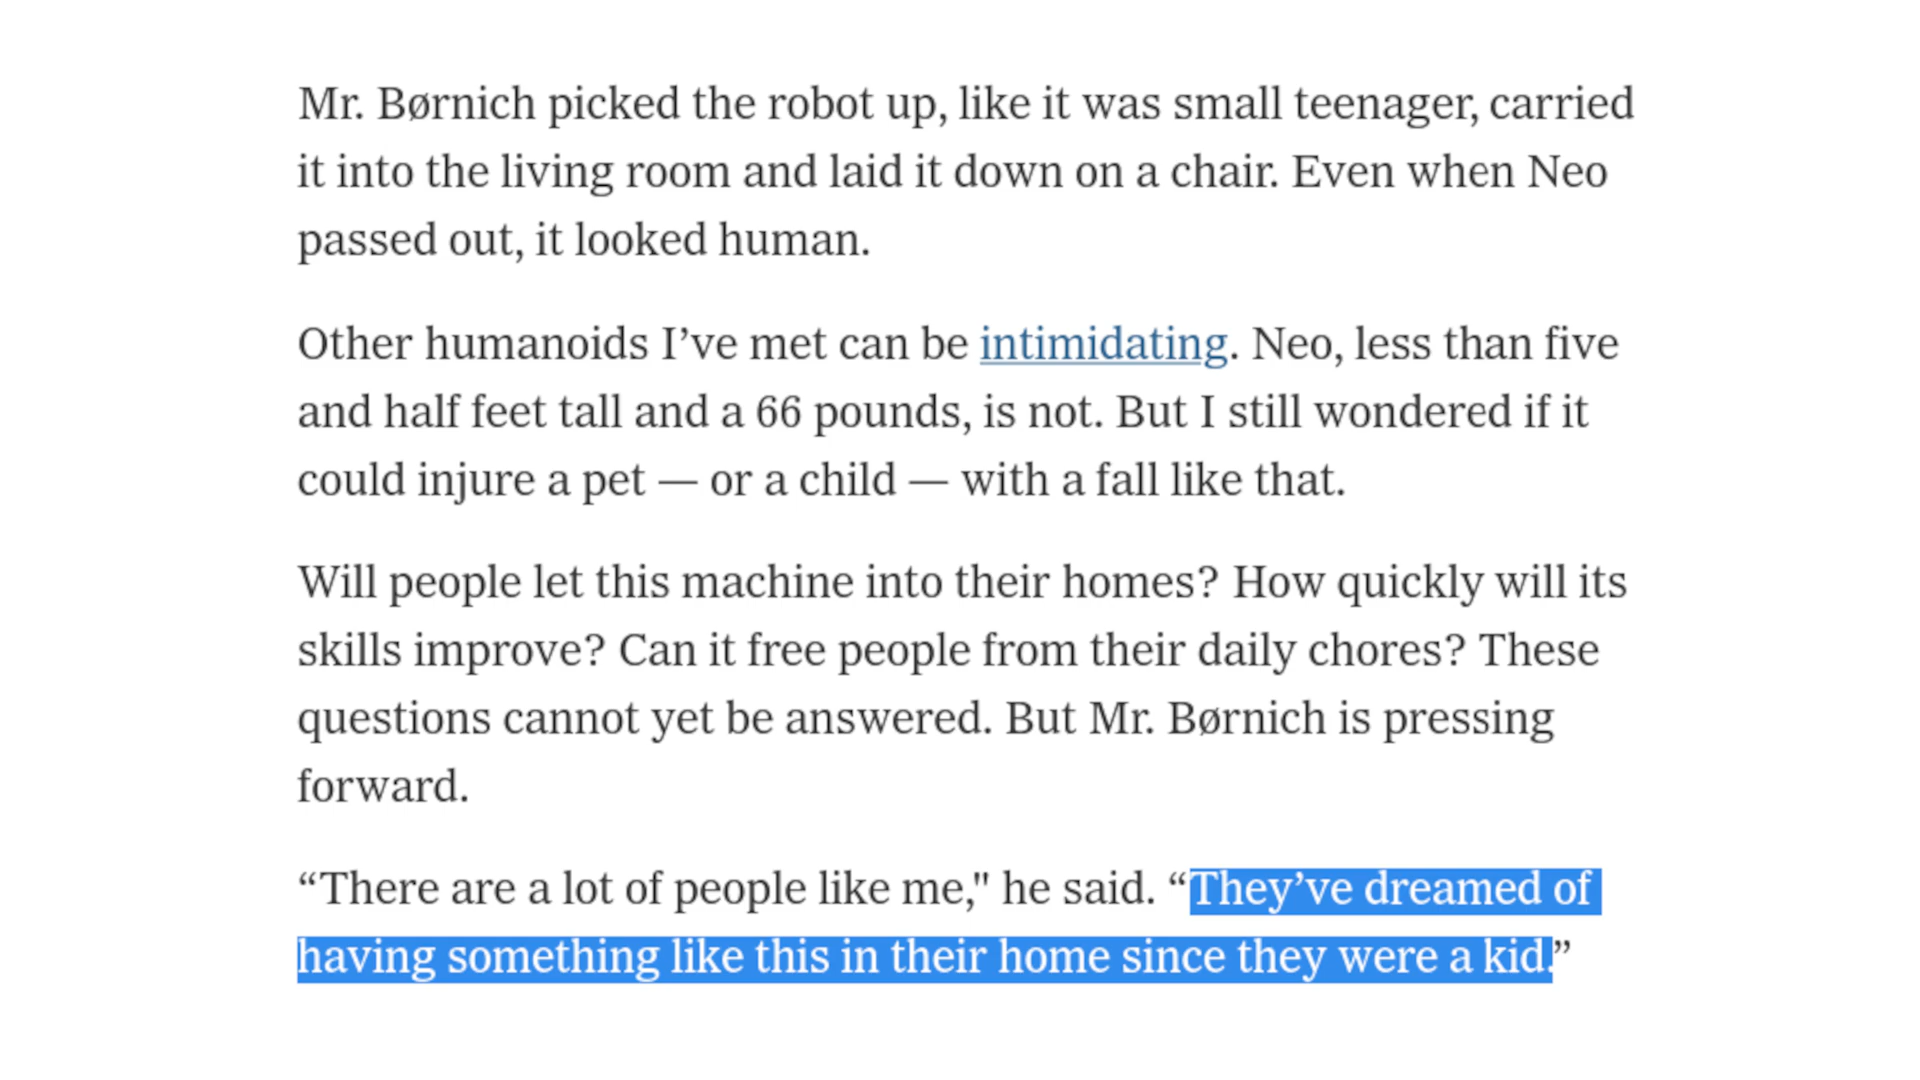 Mr. Børnich picked the robot up, like it was small teenager, carried
it into the living room and laid it down on a chair. Even when Neo
passed out, it looked human.
Other humanoids I’ve met can be intimidating. Neo, less than five
and half feet tall and a 66 pounds, is not. But I still wondered if it
could injure a pet — or a child — with a fall like that.
Will people let this machine into their homes? How quickly will its
skills improve? Can it free people from their daily chores? These
questions cannot yet be answered. But Mr. Børnich is pressing
forward.
“There are a lot of people like me," he said. “They’ve dreamed of
having something like this in their home since they were a kid.”